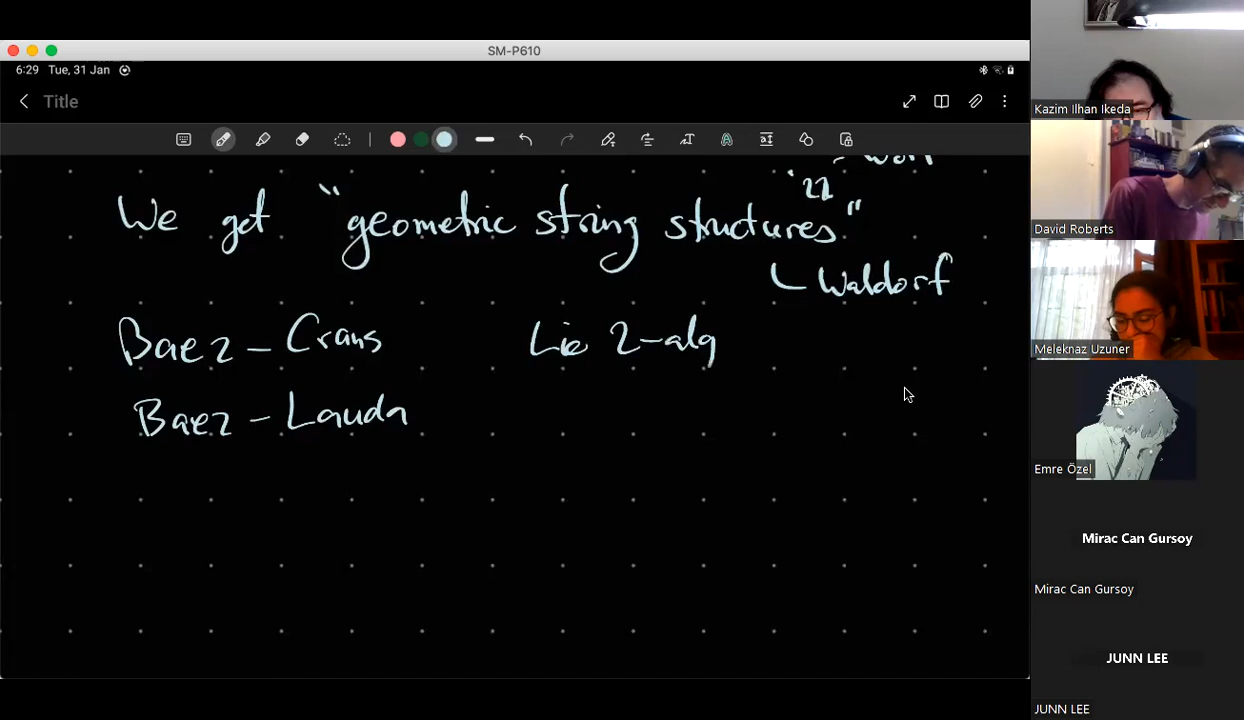 SM-P610
6:29 Tue, 31 Jan
Title
'22
We get "geometric string structures"
Waldorf
Baez - Crans Lie 2-alg
Baez - Lauda
Kazim Ilhan Ikeda
David Roberts
Meleknaz Uzuner
Emre Özel
Mirac Can Gursoy
Mirac Can Gursoy
JUNN LEE
JUNN LEE